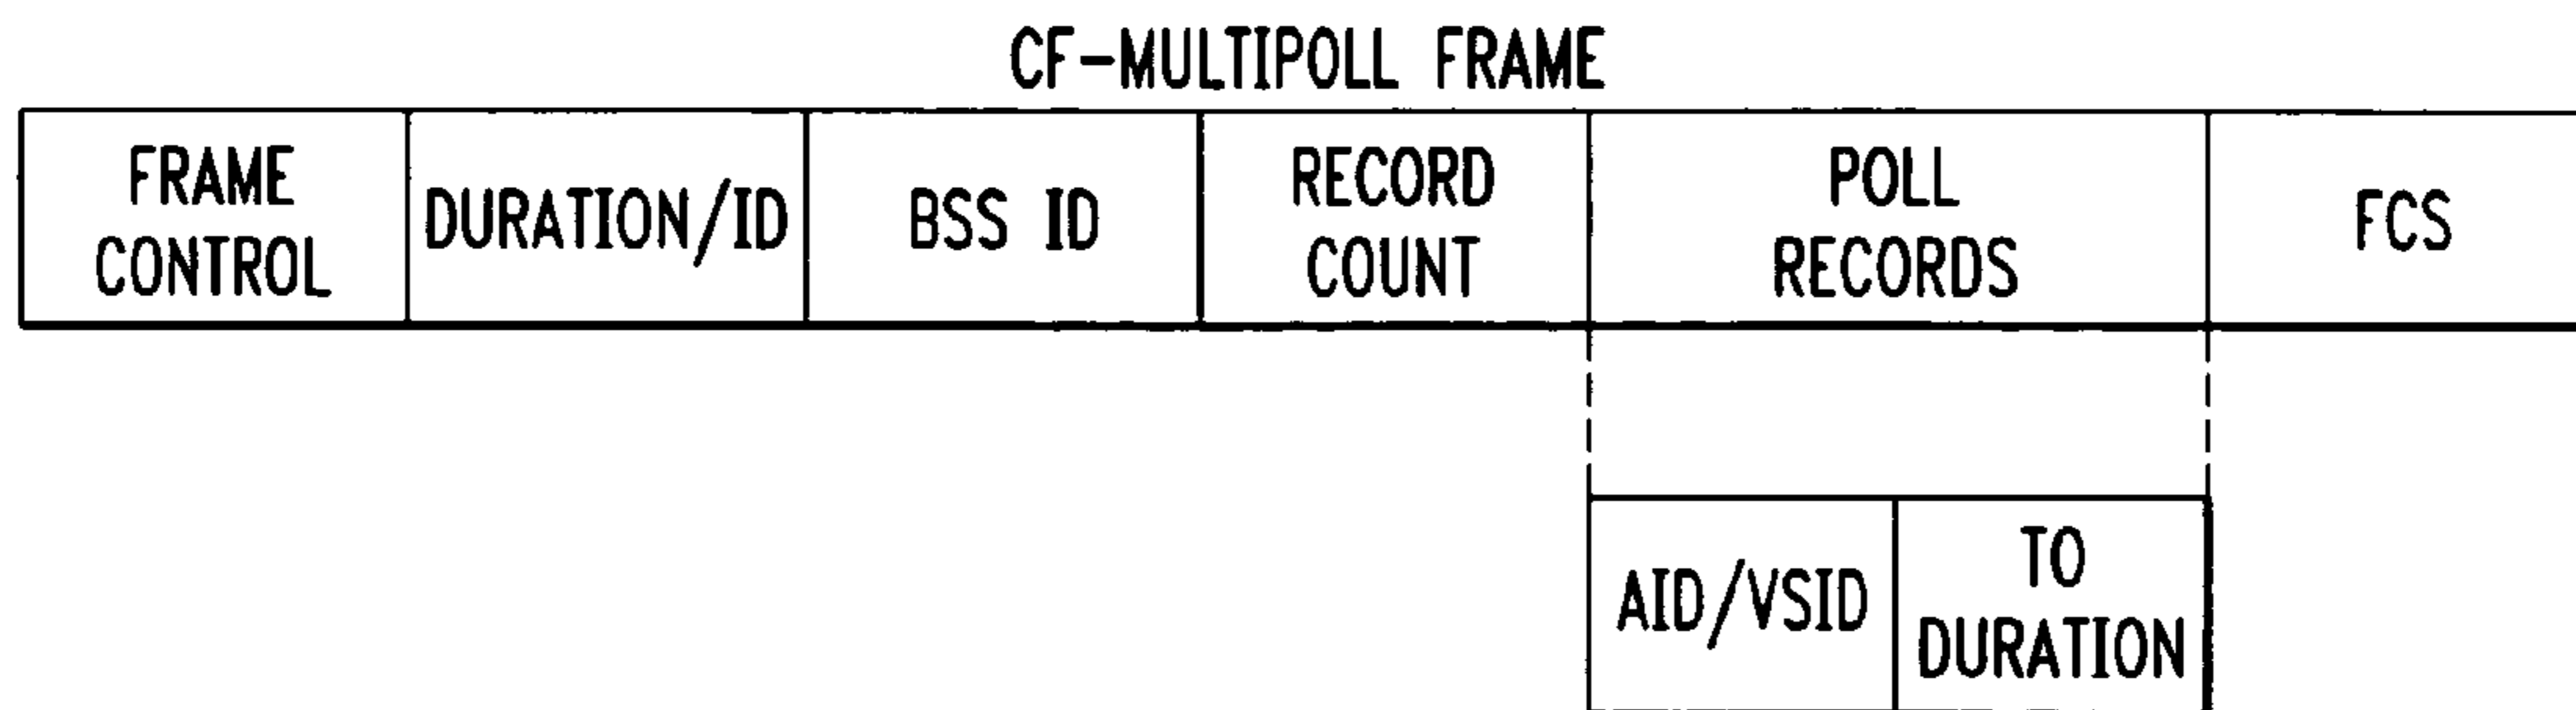 CF-MULTIPOLL FRAME
FRAME
CONTROL
DURATION/ID
BSS ID
RECORD
COUNT
POLL
RECORDS
FCS
AID/VSID
TO
DURATION